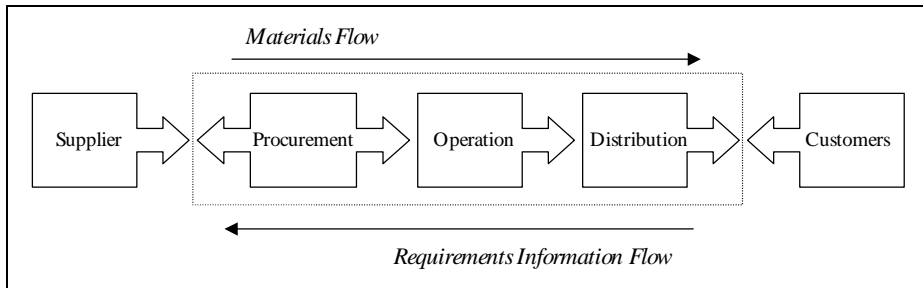 Materials Flow
Supplier Procurement Operation Distribution Customers
Requirements Information Flow